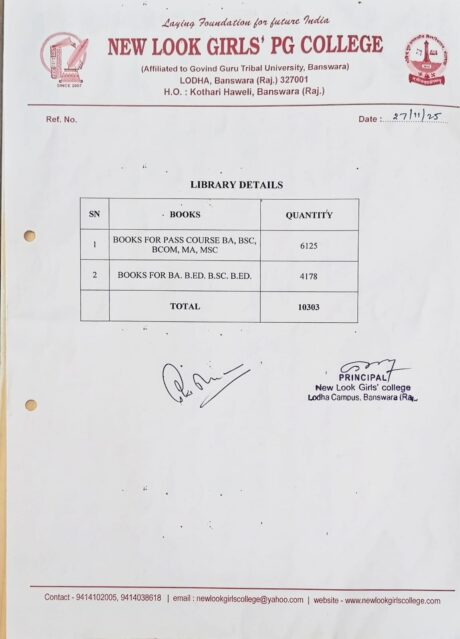 Laying Foundation for future India
NEW LOOK GIRLS' PG COLLEGE
(Affiliated to Govind Guru Tribal University, Banswara)
LODHA, Banswara (Raj.) 327001
H.O. : Kothari Haweli, Banswara (Raj.)
SINCE 2007
Ref. No.
Date : 27/11/25
LIBRARY DETAILS
SN BOOKS QUANTITY
1 BOOKS FOR PASS COURSE BA, BSC, BCOM, MA, MSC 6125
2 BOOKS FOR BA. B.ED. B.SC. B.ED. 4178
TOTAL 10303
PRINCIPAL
New Look Girls' college
Lodha Campus, Banswara (Raj.
Contact - 9414102005, 9414038618 | email : newlookgirlscollege@yahoo.com | website - www.newlookgirlscollege.com